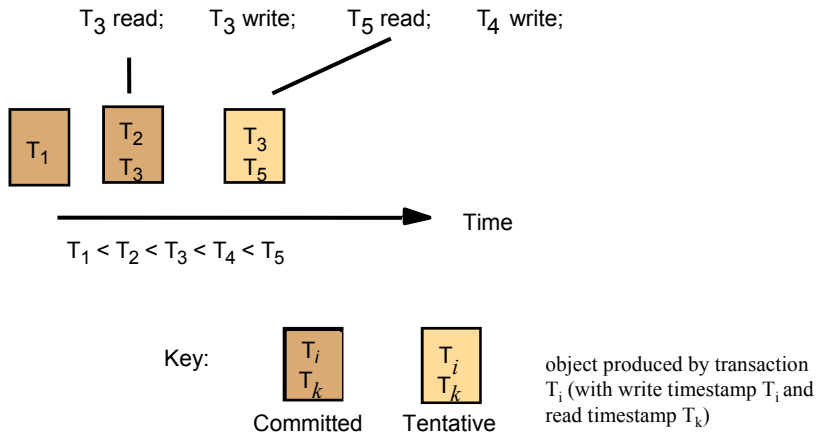 T3 read; T3 write; T5 read; T4 write;
T1
T2
T3
T3
T5
Time
T1 < T2 < T3 < T4 < T5
Key:
Ti
Tk
Ti
Tk
Committed
Tentative
object produced by transaction
Ti (with write timestamp Ti and
read timestamp Tk)